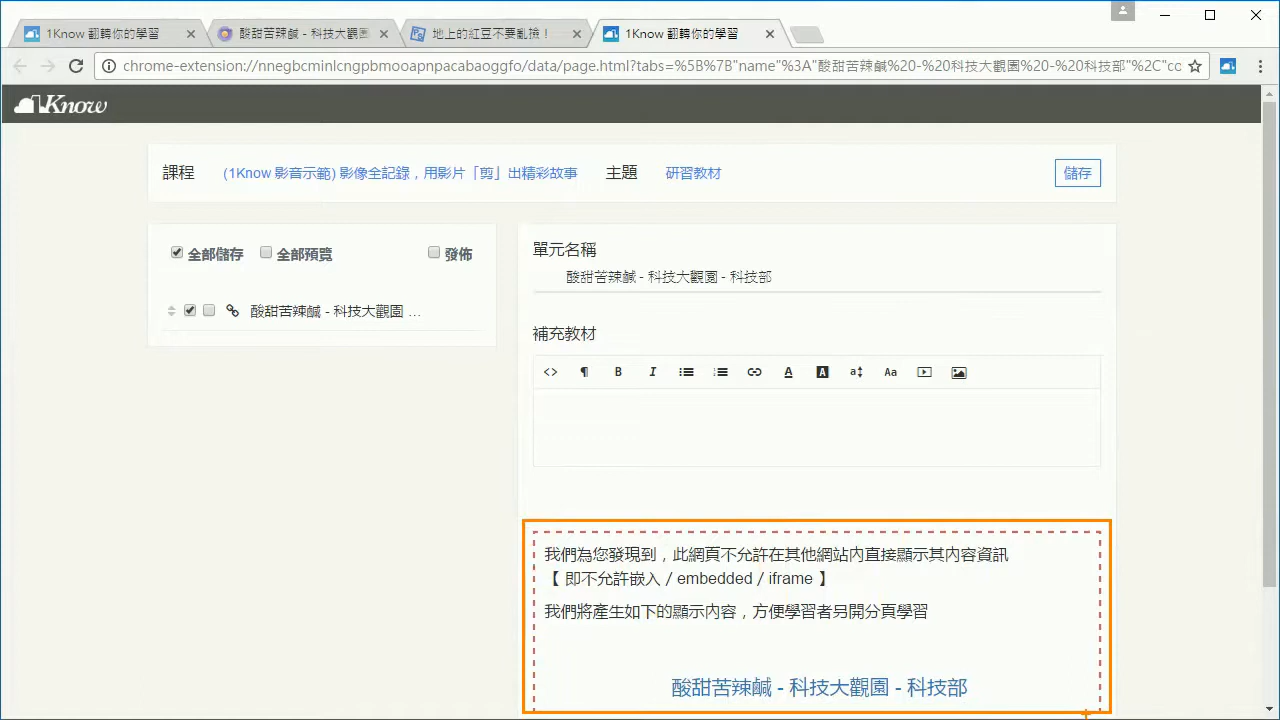 1Know 翻轉你的學習
酸甜苦辣鹹 - 科技大觀園
地上的紅豆不要亂撿！
1Know 翻轉你的學習
chrome-extension://nnegbcminlcngpbmooapnpacabaoggfo/data/page.html?tabs=%5B%7B"name"%3A"酸甜苦辣鹹%20-%20科技大觀園%20-%20科技部"%2C"cc
1Know
課程 (1Know 影音示範) 影像全記錄，用影片「剪」出精彩故事 主題 研習教材 儲存
全部儲存 全部預覽 發佈
酸甜苦辣鹹 - 科技大觀園 ...
單元名稱
酸甜苦辣鹹 - 科技大觀園 - 科技部
補充教材
<> ¶ B I A A a↕ Aa
我們為您發現到，此網頁不允許在其他網站內直接顯示其內容資訊
【 即不允許嵌入 / embedded / iframe 】
我們將產生如下的顯示內容，方便學習者另開分頁學習
酸甜苦辣鹹 - 科技大觀園 - 科技部